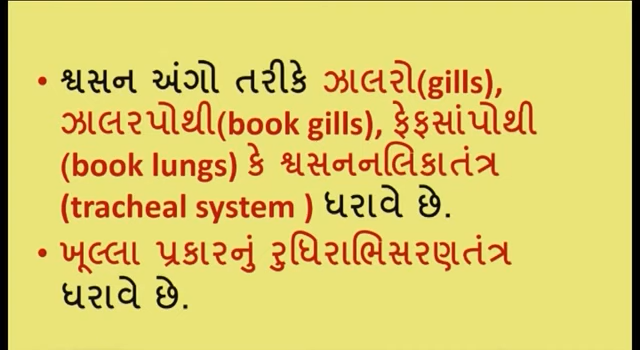 • શ્વસન અંગો તરીકે ઝાલરો(gills),
ઝાલરપોથી(book gills), ફેફસાંપોથી
(book lungs) કે શ્વસનનલિકાતંત્ર
(tracheal system ) ધરાવે છે.
• ખૂલ્લા પ્રકારનું રુધિરાભિસરણતંત્ર
ધરાવે છે.